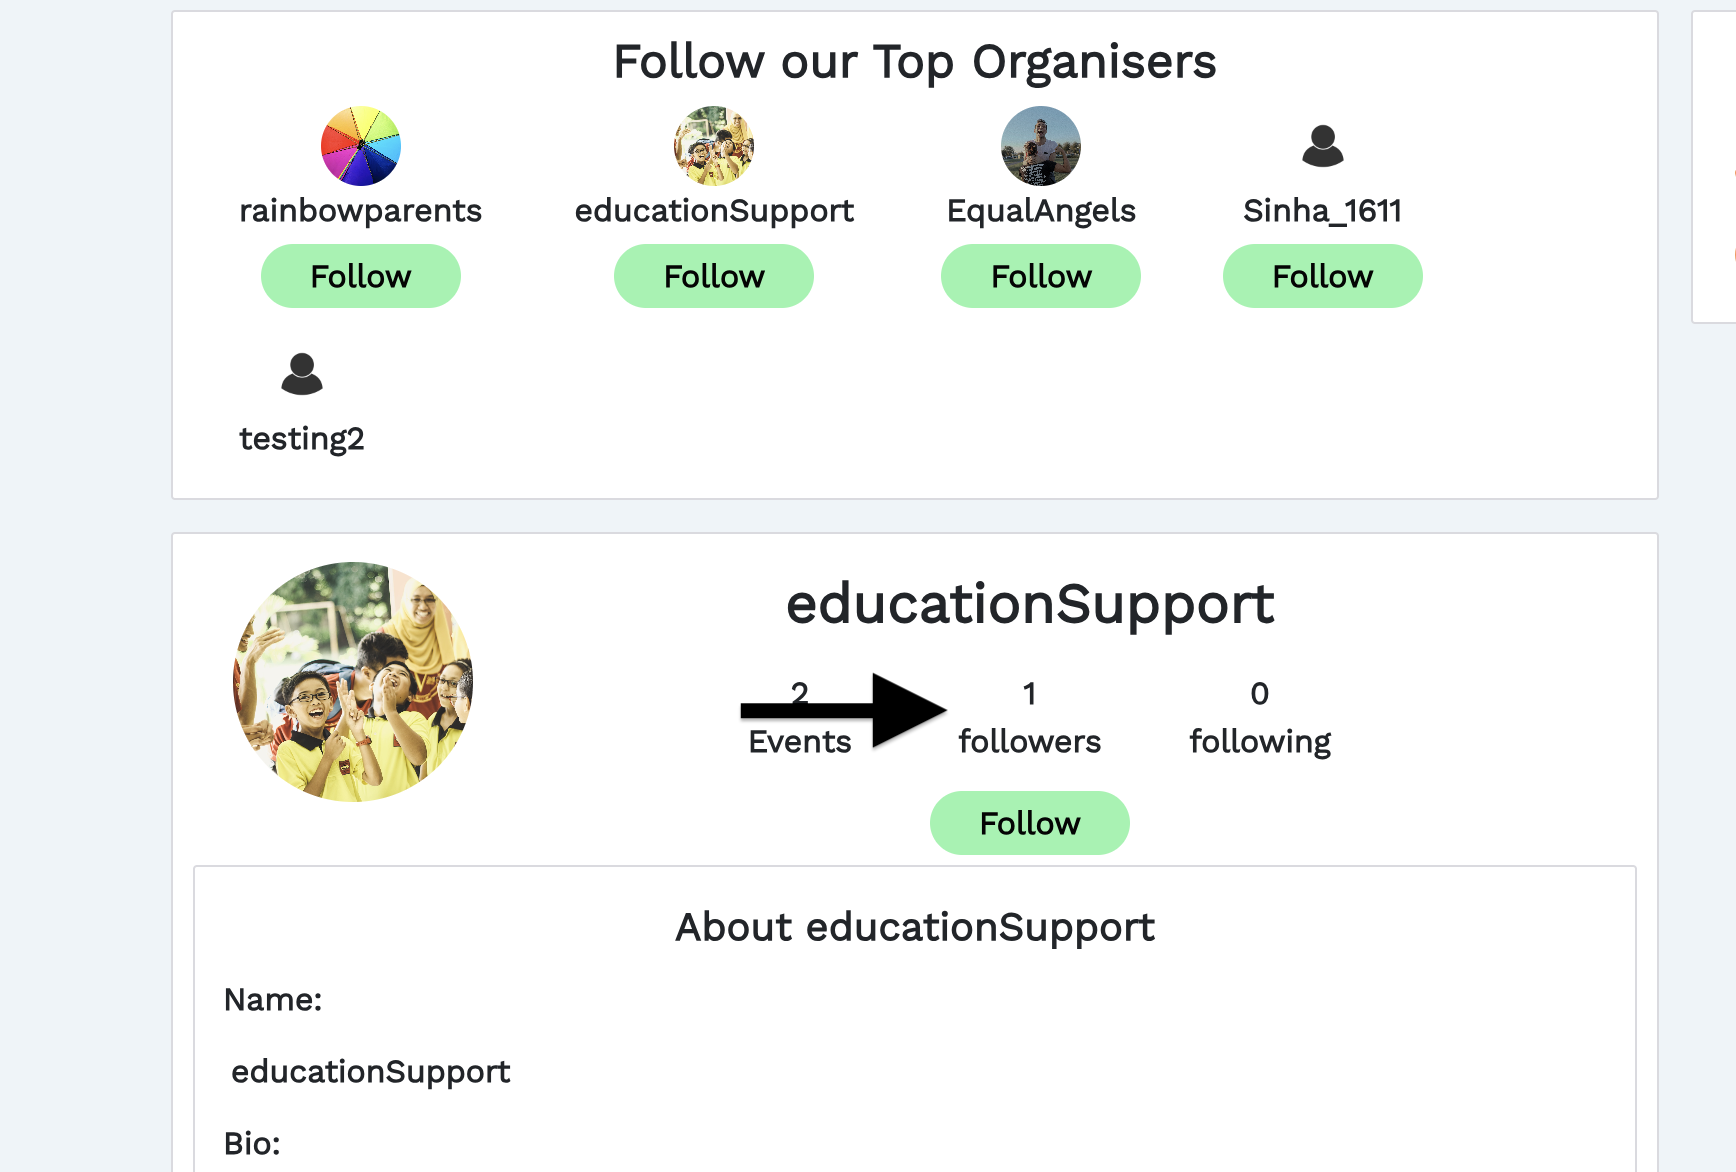 Follow our Top Organisers
rainbowparents educationSupport EqualAngels Sinha_1611
Follow Follow Follow Follow
testing2
educationSupport
2 1 0
Events followers following
Follow
About educationSupport
Name:
educationSupport
Bio: